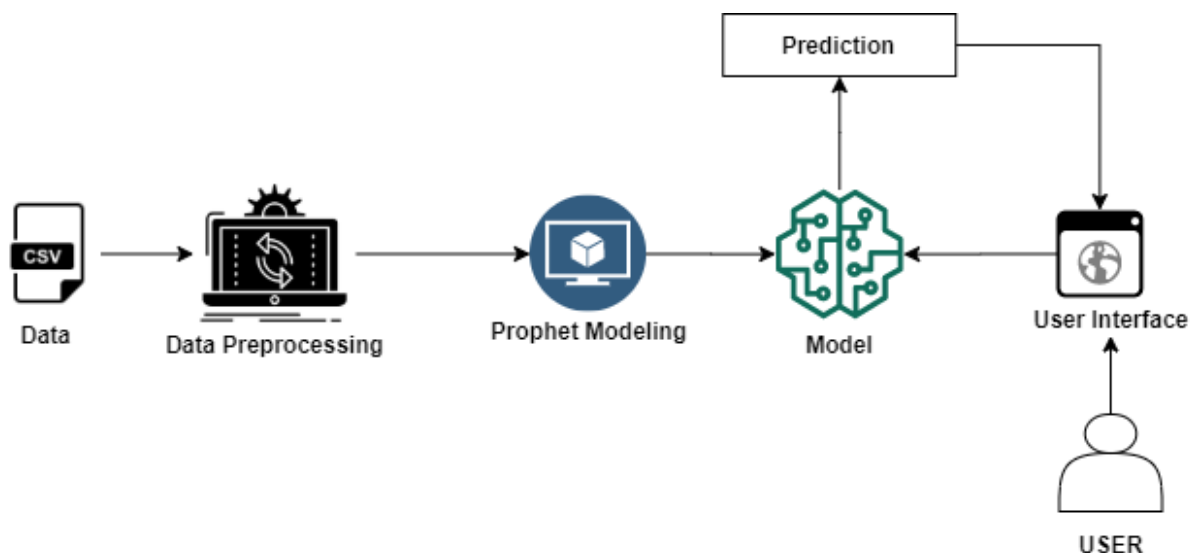 Prediction
CSV
Data
Data Preprocessing
Prophet Modeling
Model
User Interface
USER